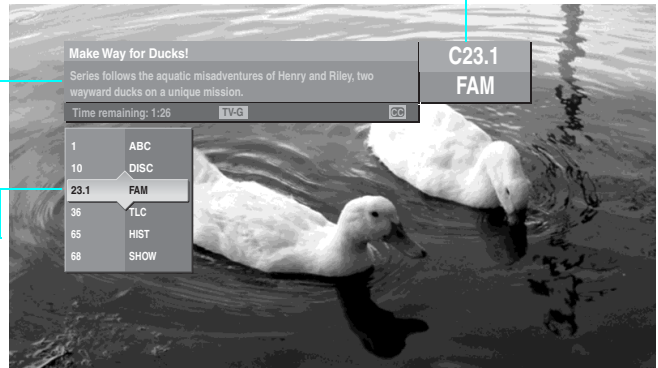 Make Way for Ducks!
C23.1
FAM
Series follows the aquatic misadventures of Henry and Riley, two
wayward ducks on a unique mission.
Time remaining: 1:26 TV-G CC
1 ABC
10 DISC
23.1 FAM
36 TLC
65 HIST
68 SHOW